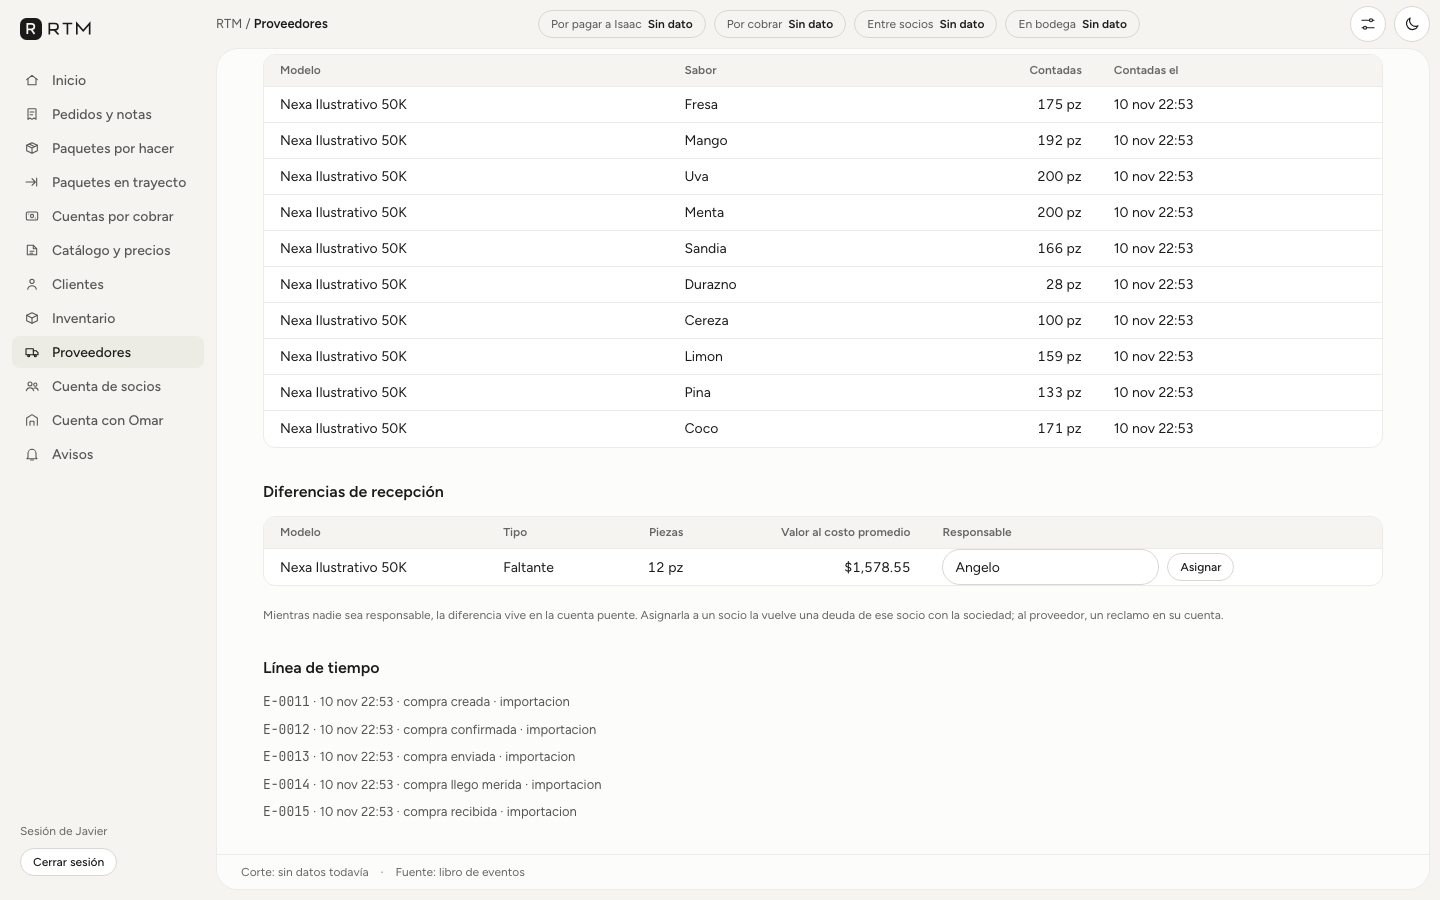 R RTM
RTM / Proveedores
Por pagar a Isaac Sin dato
Por cobrar Sin dato
Entre socios Sin dato
En bodega Sin dato
Inicio
Pedidos y notas
Paquetes por hacer
Paquetes en trayecto
Cuentas por cobrar
Catálogo y precios
Clientes
Inventario
Proveedores
Cuenta de socios
Cuenta con Omar
Avisos
Sesión de Javier
Cerrar sesión
Modelo Sabor Contadas Contadas el
Nexa Ilustrativo 50K Fresa 175 pz 10 nov 22:53
Nexa Ilustrativo 50K Mango 192 pz 10 nov 22:53
Nexa Ilustrativo 50K Uva 200 pz 10 nov 22:53
Nexa Ilustrativo 50K Menta 200 pz 10 nov 22:53
Nexa Ilustrativo 50K Sandia 166 pz 10 nov 22:53
Nexa Ilustrativo 50K Durazno 28 pz 10 nov 22:53
Nexa Ilustrativo 50K Cereza 100 pz 10 nov 22:53
Nexa Ilustrativo 50K Limon 159 pz 10 nov 22:53
Nexa Ilustrativo 50K Pina 133 pz 10 nov 22:53
Nexa Ilustrativo 50K Coco 171 pz 10 nov 22:53
Diferencias de recepción
Modelo Tipo Piezas Valor al costo promedio Responsable
Nexa Ilustrativo 50K Faltante 12 pz $1,578.55 Angelo Asignar
Mientras nadie sea responsable, la diferencia vive en la cuenta puente. Asignarla a un socio la vuelve una deuda de ese socio con la sociedad; al proveedor, un reclamo en su cuenta.
Línea de tiempo
E-0011 · 10 nov 22:53 · compra creada · importacion
E-0012 · 10 nov 22:53 · compra confirmada · importacion
E-0013 · 10 nov 22:53 · compra enviada · importacion
E-0014 · 10 nov 22:53 · compra llego merida · importacion
E-0015 · 10 nov 22:53 · compra recibida · importacion
Corte: sin datos todavía · Fuente: libro de eventos